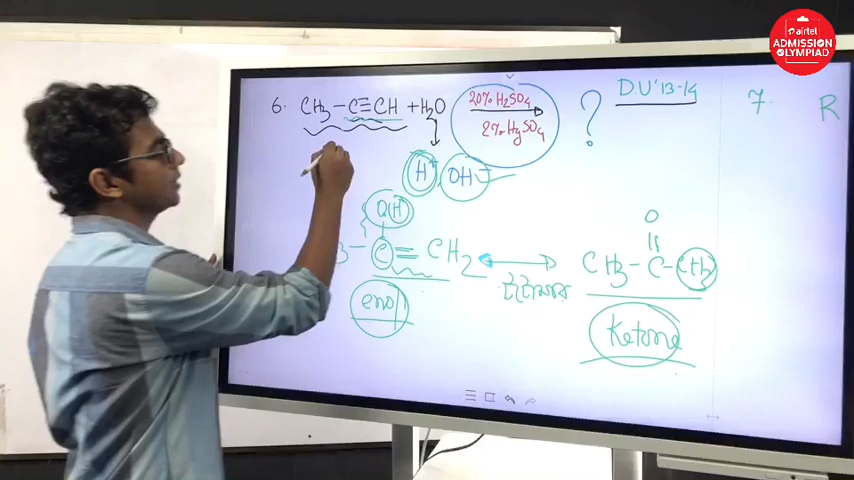 airtel
ADMISSION
OLYMPIAD
6. CH₃-C≡CH + H₂O
20% H₂SO₄
2% HgSO₄
?
DU'13-14
7. R
H⁺, OH⁻
OH
C = CH₂
enol
টটোমার
O
CH₃-C-CH₃
Ketone